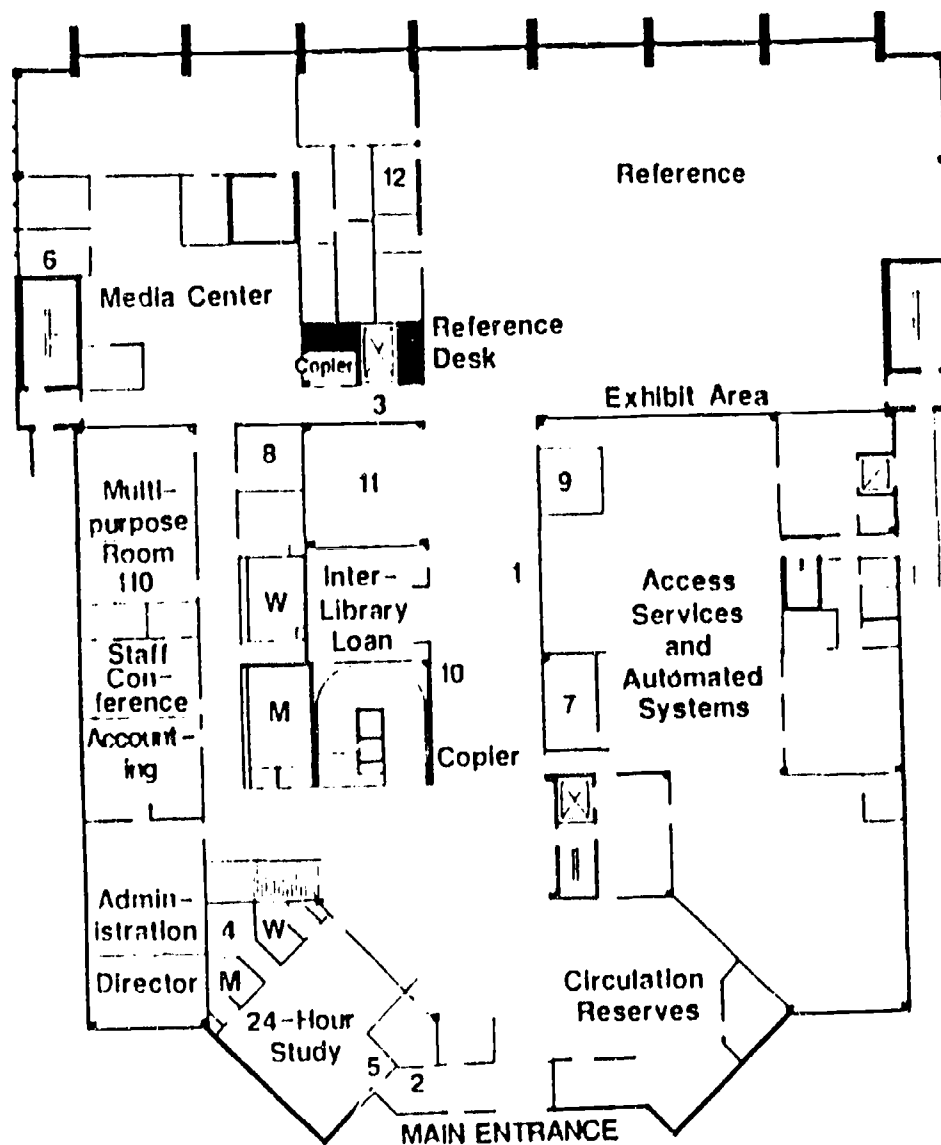 12
Reference
6
Media Center
Reference
Desk
Copier
3
Exhibit Area
8
11
9
Multi-
purpose
Room
110
1
W
Inter-
Library
Loan
Access
Services
and
Automated
Systems
Staff
Con-
ference
10
M
7
Account-
ing
Copier
Admin-
istration
4
W
Director
M
Circulation
Reserves
24-Hour
Study
5
2
MAIN ENTRANCE